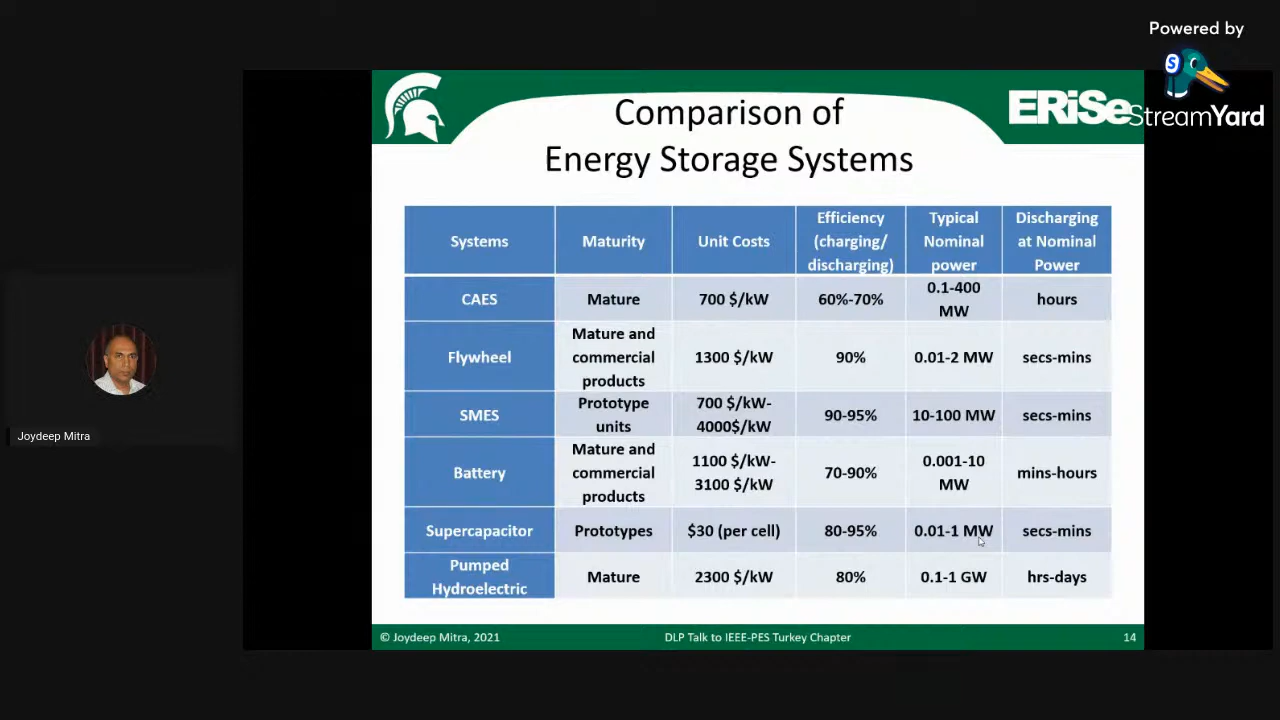 Powered by
S
StreamYard
ERiSe
Comparison of
Energy Storage Systems
Systems
Maturity
Unit Costs
Efficiency
(charging/
discharging)
Typical
Nominal
power
Discharging
at Nominal
Power
CAES
Mature
700 $/kW
60%-70%
0.1-400
MW
hours
Flywheel
Mature and
commercial
products
1300 $/kW
90%
0.01-2 MW
secs-mins
SMES
Prototype
units
700 $/kW-
4000$/kW
90-95%
10-100 MW
secs-mins
Battery
Mature and
commercial
products
1100 $/kW-
3100 $/kW
70-90%
0.001-10
MW
mins-hours
Supercapacitor
Prototypes
$30 (per cell)
80-95%
0.01-1 MW
secs-mins
Pumped
Hydroelectric
Mature
2300 $/kW
80%
0.1-1 GW
hrs-days
Joydeep Mitra
© Joydeep Mitra, 2021
DLP Talk to IEEE-PES Turkey Chapter
14